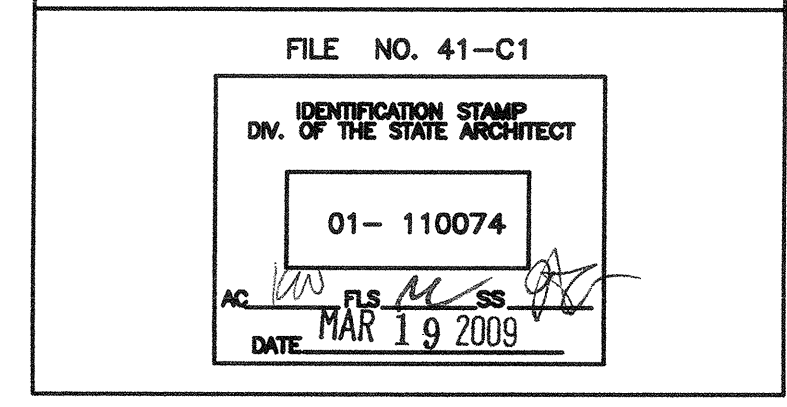 FILE NO. 41-C1
IDENTIFICATION STAMP
DIV. OF THE STATE ARCHITECT
01- 110074
AC FLS SS
DATE MAR 19 2009